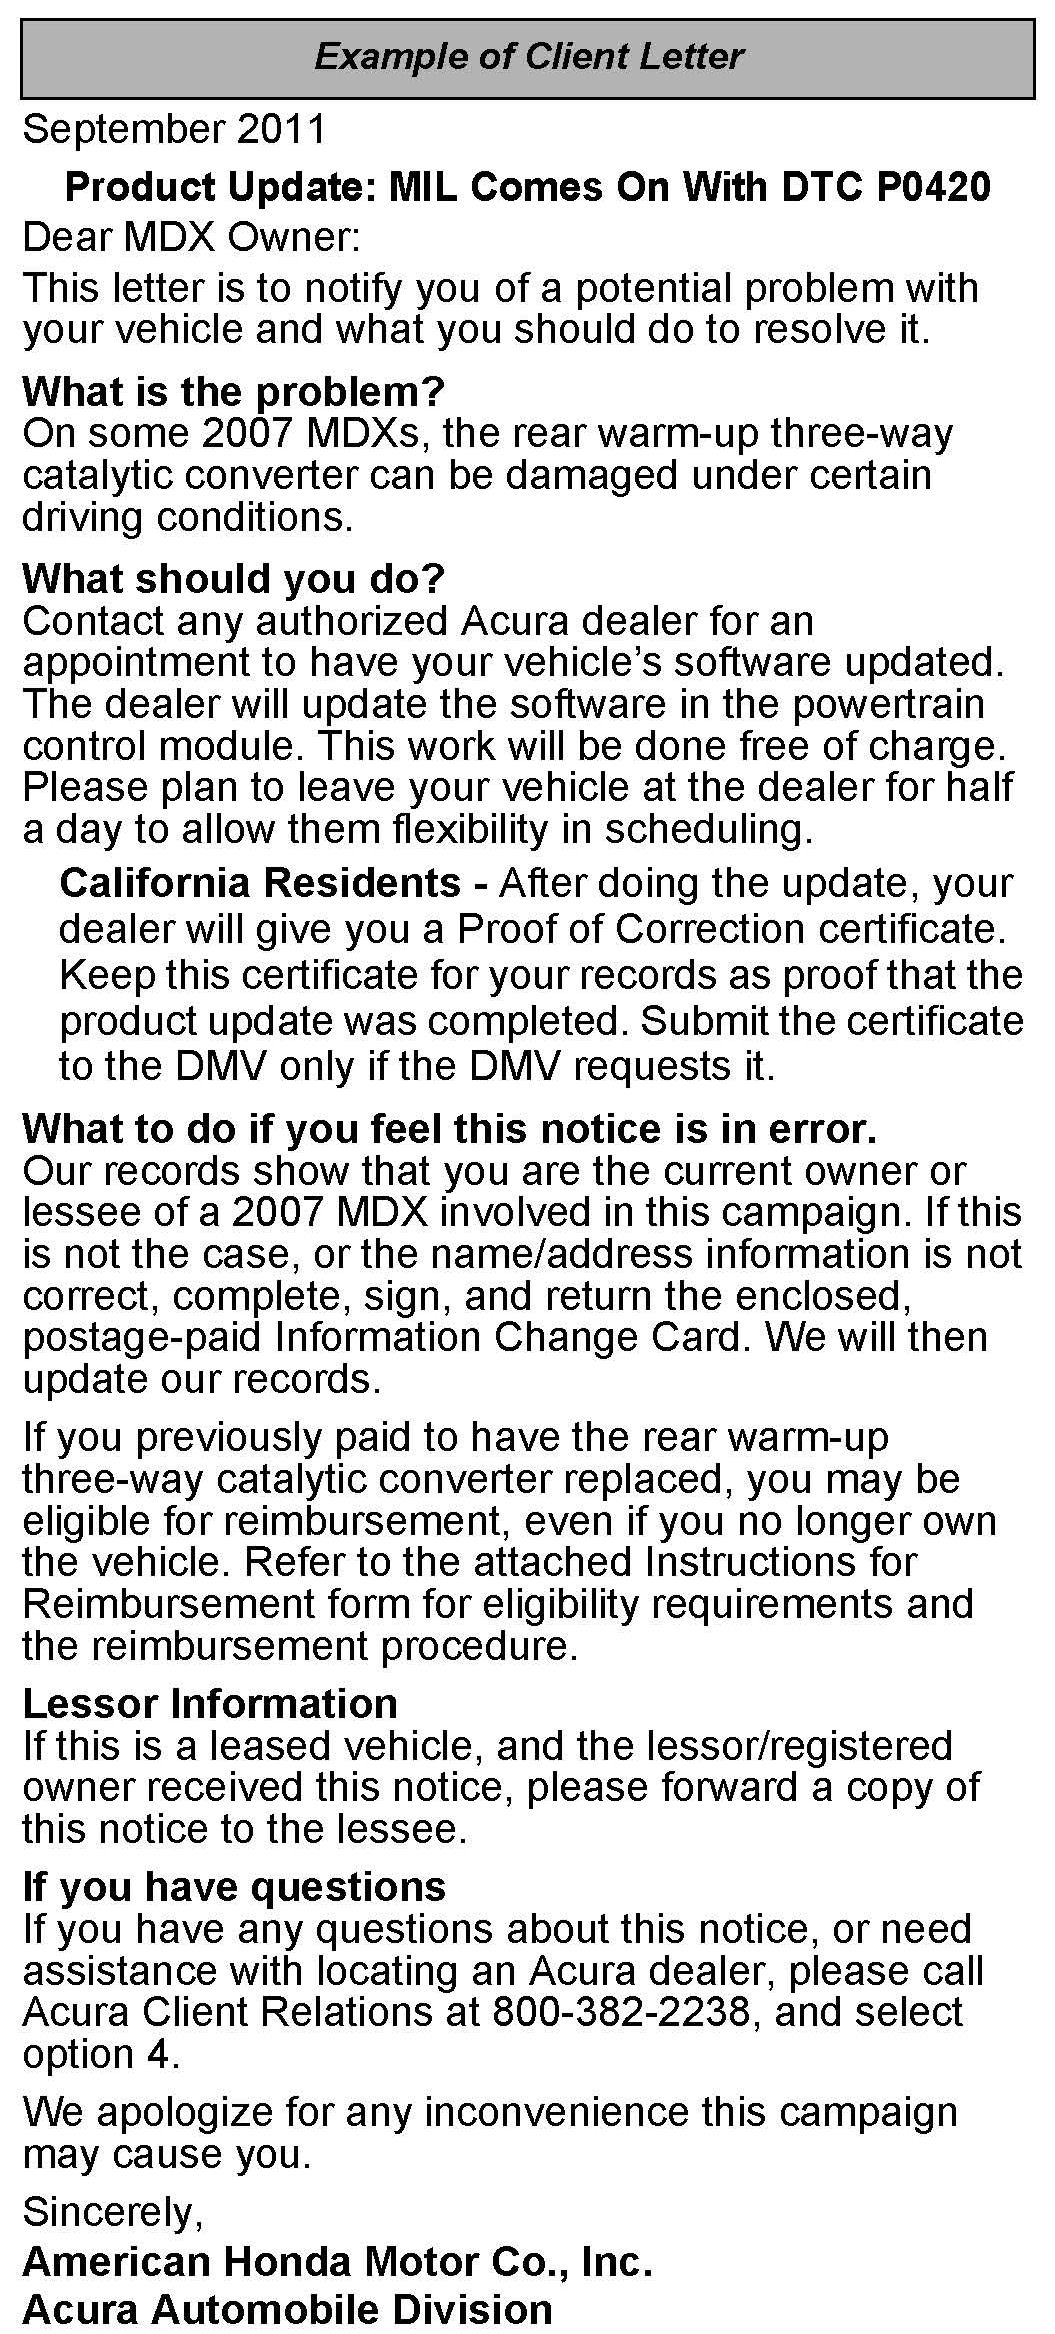 Example of Client Letter
September 2011
Product Update: MIL Comes On With DTC P0420
Dear MDX Owner:
This letter is to notify you of a potential problem with
your vehicle and what you should do to resolve it.
What is the problem?
On some 2007 MDXs, the rear warm-up three-way
catalytic converter can be damaged under certain
driving conditions.
What should you do?
Contact any authorized Acura dealer for an
appointment to have your vehicle’s software updated.
The dealer will update the software in the powertrain
control module. This work will be done free of charge.
Please plan to leave your vehicle at the dealer for half
a day to allow them flexibility in scheduling.
California Residents - After doing the update, your
dealer will give you a Proof of Correction certificate.
Keep this certificate for your records as proof that the
product update was completed. Submit the certificate
to the DMV only if the DMV requests it.
What to do if you feel this notice is in error.
Our records show that you are the current owner or
lessee of a 2007 MDX involved in this campaign. If this
is not the case, or the name/address information is not
correct, complete, sign, and return the enclosed,
postage-paid Information Change Card. We will then
update our records.
If you previously paid to have the rear warm-up
three-way catalytic converter replaced, you may be
eligible for reimbursement, even if you no longer own
the vehicle. Refer to the attached Instructions for
Reimbursement form for eligibility requirements and
the reimbursement procedure.
Lessor Information
If this is a leased vehicle, and the lessor/registered
owner received this notice, please forward a copy of
this notice to the lessee.
If you have questions
If you have any questions about this notice, or need
assistance with locating an Acura dealer, please call
Acura Client Relations at 800-382-2238, and select
option 4.
We apologize for any inconvenience this campaign
may cause you.
Sincerely,
American Honda Motor Co., Inc.
Acura Automobile Division